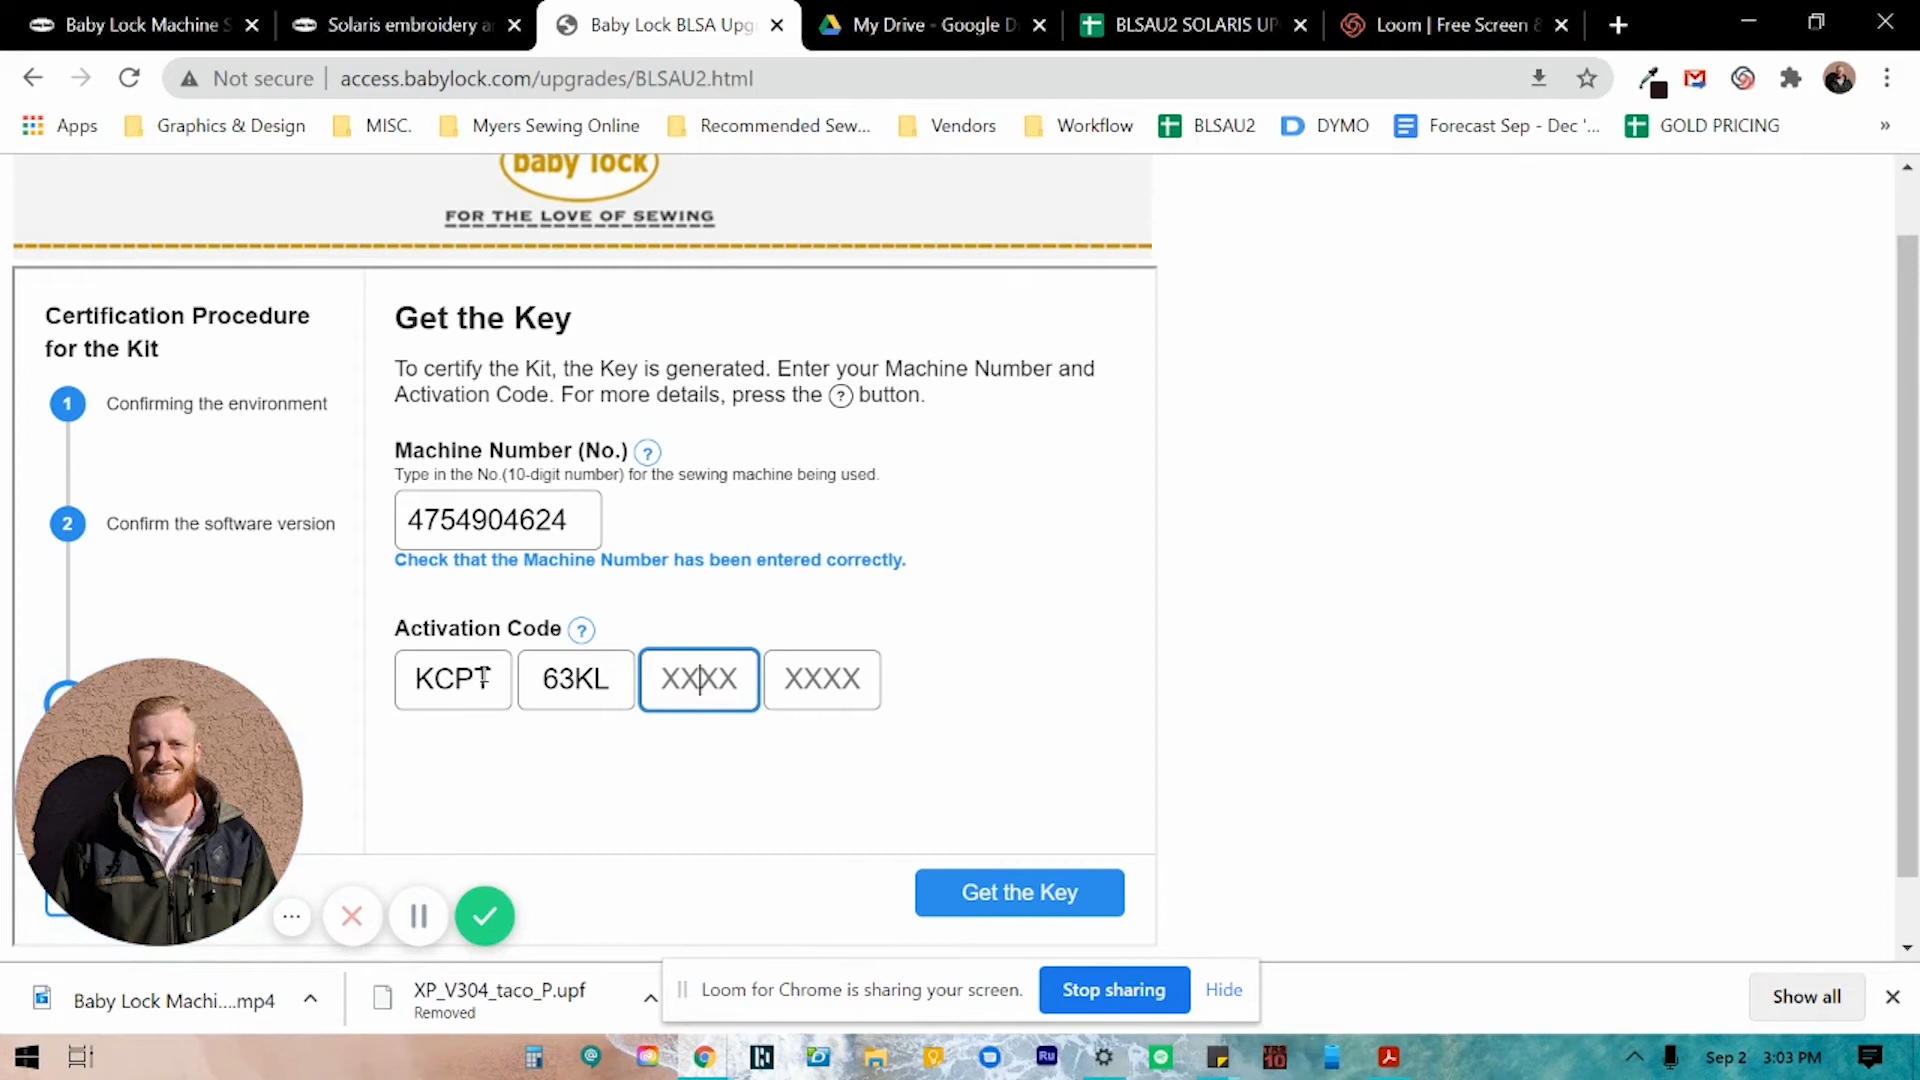 Baby Lock Machine S
Solaris embroidery a
Baby Lock BLSA Upg
My Drive - Google D
BLSAU2 SOLARIS UP
Loom | Free Screen &
Not secure
access.babylock.com/upgrades/BLSAU2.html
Apps
Graphics & Design
MISC.
Myers Sewing Online
Recommended Sew...
Vendors
Workflow
BLSAU2
DYMO
Forecast Sep - Dec '...
GOLD PRICING
»
baby lock
FOR THE LOVE OF SEWING
Certification Procedure
for the Kit
1 Confirming the environment
2 Confirm the software version
Get the Key
To certify the Kit, the Key is generated. Enter your Machine Number and
Activation Code. For more details, press the ? button.
Machine Number (No.) ?
Type in the No.(10-digit number) for the sewing machine being used.
4754904624
Check that the Machine Number has been entered correctly.
Activation Code ?
KCPT 63KL XXXX XXXX
Get the Key
Baby Lock Machi....mp4
XP_V304_taco_P.upf
Removed
Loom for Chrome is sharing your screen.
Stop sharing
Hide
Show all
Ru
Sep 2 3:03 PM